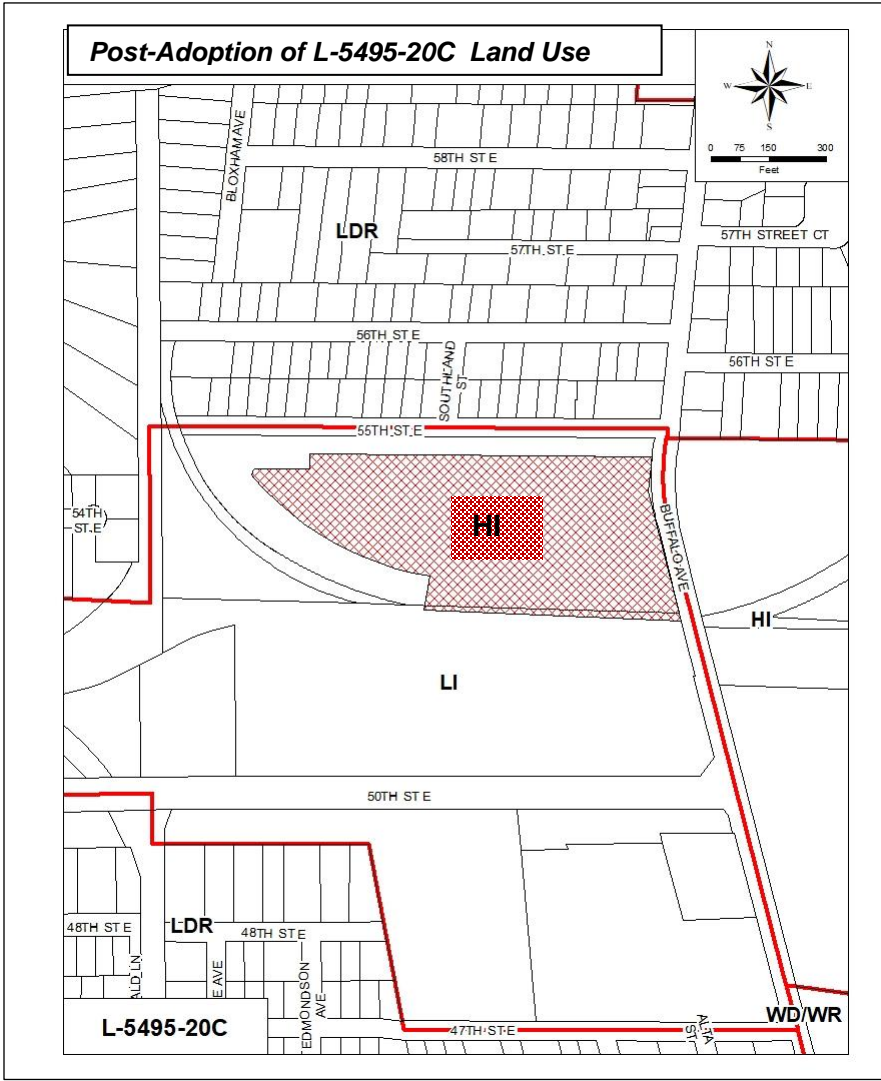 Post-Adoption of L-5495-20C Land Use
N
W
E
S
0 75 150 300
Feet
BLOXHAM AVE
58TH ST E
LDR
57TH ST E
57TH STREET CT
56TH ST E
SOUTHLAND
ST
56TH ST E
55TH ST E
54TH
ST E
HI
BUFFALO AVE
HI
LI
50TH ST E
48TH ST E
LDR
48TH ST E
ALD LN
E AVE
EDMONDSON
AVE
WD/WR
L-5495-20C
47TH ST E
ALTA
ST